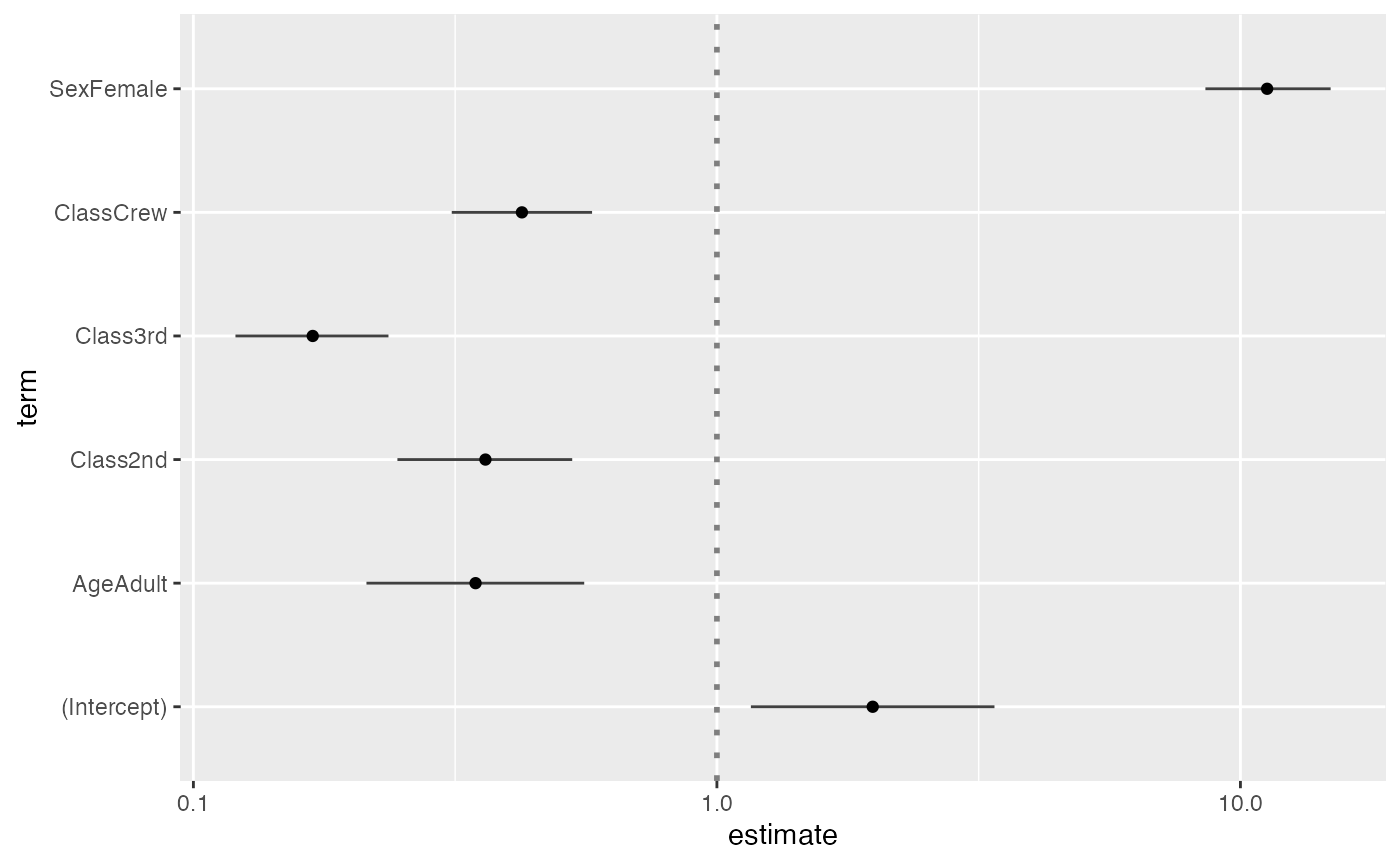 SexFemale
ClassCrew
Class3rd
Class2nd
AgeAdult
(Intercept)
term
0.1
1.0
10.0
estimate